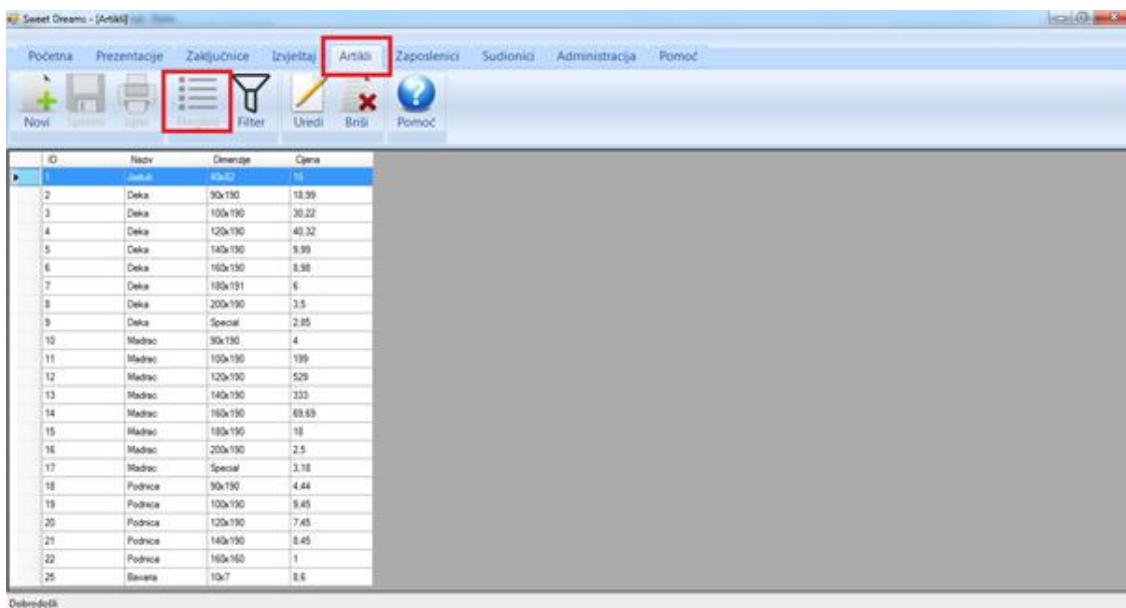 Sweet Dreams - [Artikli]
Početna Prezentacije Zaključnice Izvještaj Artikli Zaposlenici Sudionici Administracija Pomoć
Novi Spremi Ispis Pregled Filter Uredi Briši Pomoć
ID Naziv Dimenzije Cijena
1 Jastuk 40x82 15
2 Deka 90x190 18.99
3 Deka 100x190 30.22
4 Deka 120x190 40.32
5 Deka 140x190 9.99
6 Deka 160x190 8.98
7 Deka 180x191 6
8 Deka 200x190 3.5
9 Deka Special 2.85
10 Madrac 90x190 4
11 Madrac 100x190 199
12 Madrac 120x190 529
13 Madrac 140x190 333
14 Madrac 160x190 69.69
15 Madrac 180x190 18
16 Madrac 200x190 2.5
17 Madrac Special 3.18
18 Podnica 90x190 4.44
19 Podnica 100x190 9.45
20 Podnica 120x190 7.45
21 Podnica 140x190 8.45
22 Podnica 160x160 1
25 Bavaria 10x7 8.6
Dobrodošli